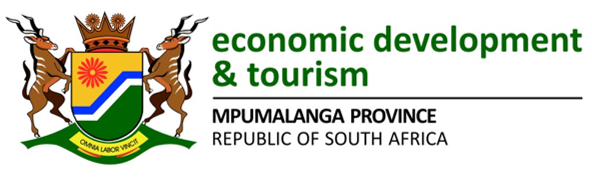 economic development
& tourism
MPUMALANGA PROVINCE
REPUBLIC OF SOUTH AFRICA
OMNIA LABOR VINCIT